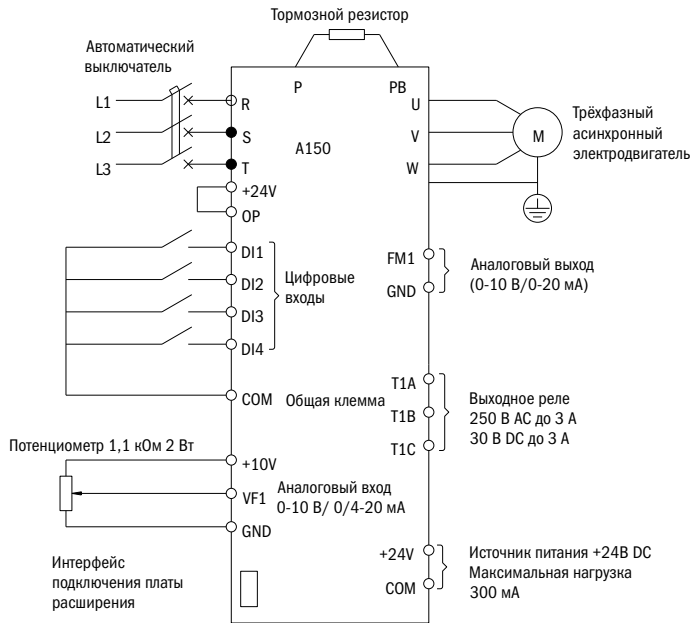 Тормозной резистор
Автоматический
выключатель
P
PB
L1
R
U
L2
S
V
L3
T
W
A150
M
Трёхфазный
асинхронный
электродвигатель
+24V
OP
DI1
DI2
DI3
DI4
Цифровые
входы
COM
Общая клемма
FM1
GND
Аналоговый выход
(0-10 В/0-20 мА)
T1A
T1B
T1C
Выходное реле
250 В AC до 3 А
30 В DC до 3 А
Потенциометр 1,1 кОм 2 Вт
+10V
VF1
GND
Аналоговый вход
0-10 В/ 0/4-20 мА
Интерфейс
подключения платы
расширения
+24V
COM
Источник питания +24В DC
Максимальная нагрузка
300 мА